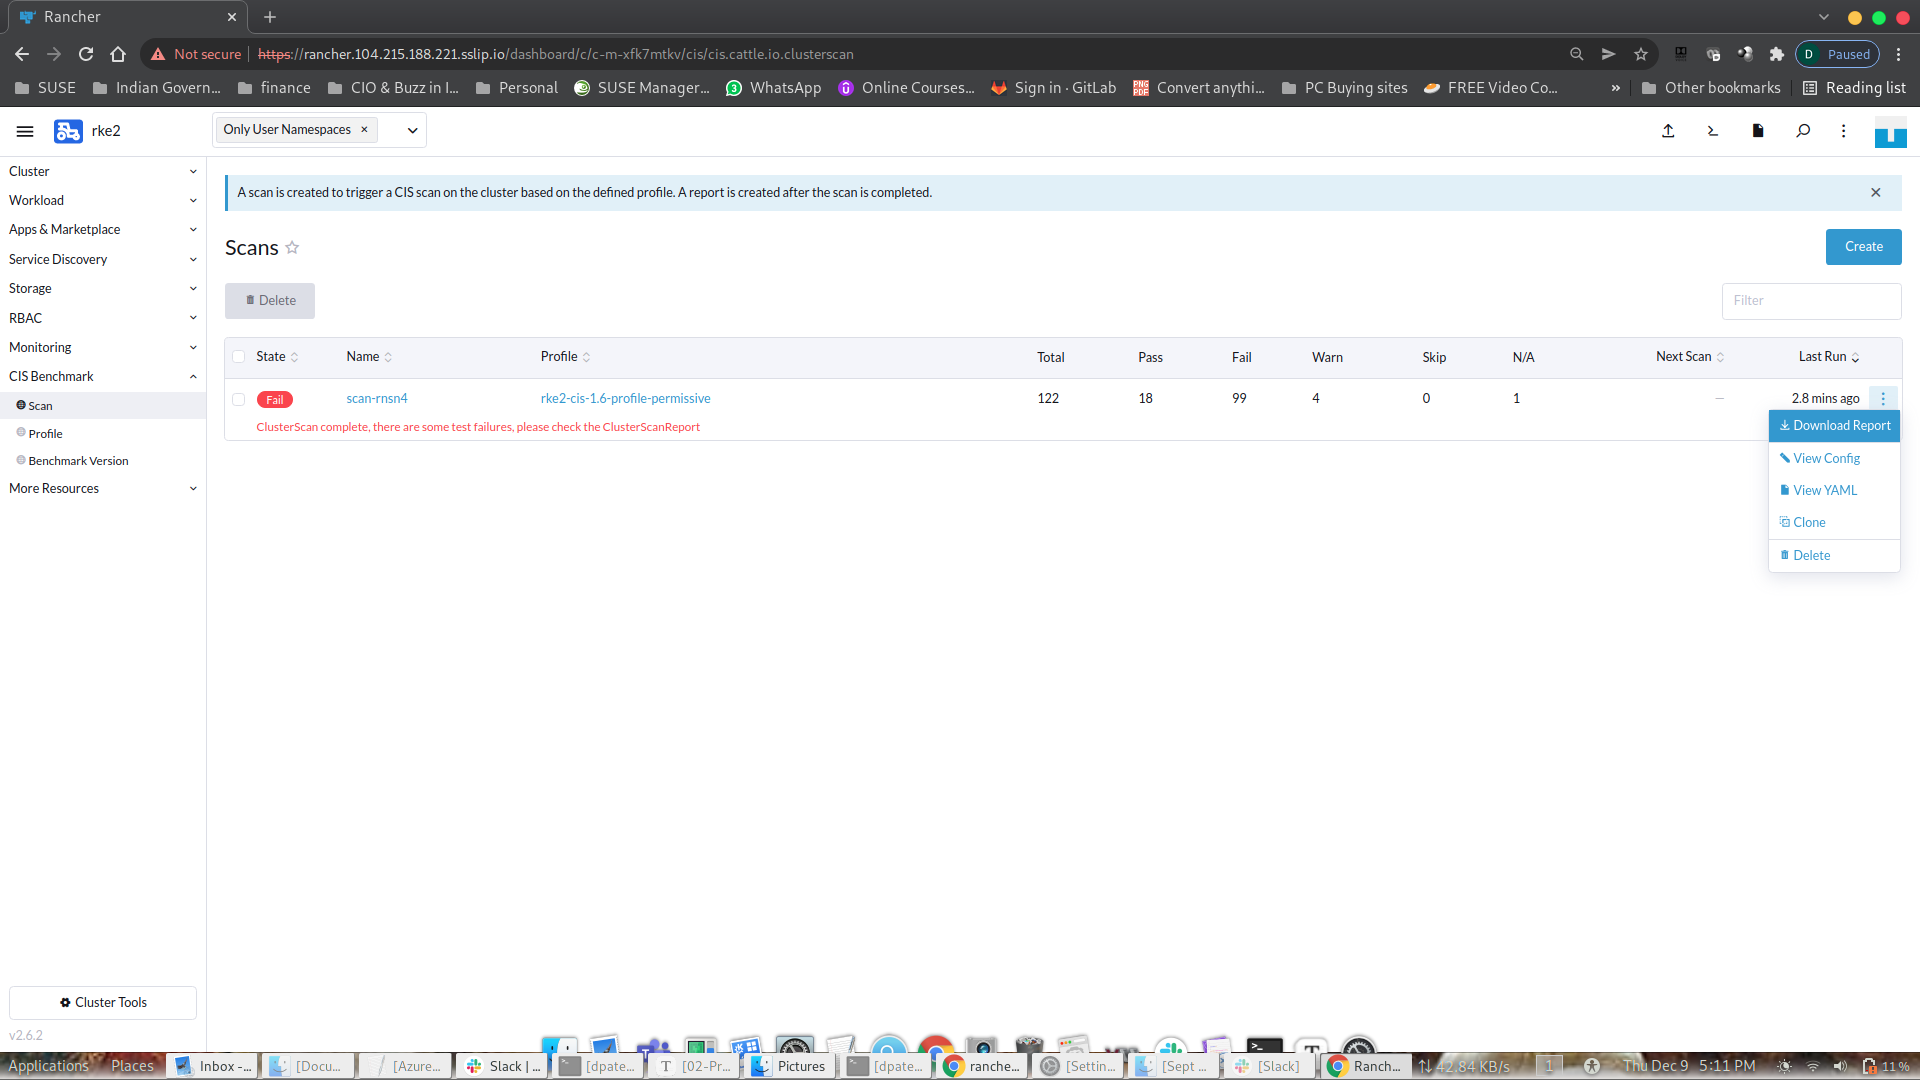 Rancher
Not secure https://rancher.104.215.188.221.sslip.io/dashboard/c/c-m-xfk7mtkv/cis/cis.cattle.io.clusterscan D Paused
SUSE Indian Govern... finance CIO & Buzz in I... Personal SUSE Manager... WhatsApp Online Courses... Sign in · GitLab Convert anythi... PC Buying sites FREE Video Co... » Other bookmarks Reading list
rke2 Only User Namespaces ×
Cluster
Workload
Apps & Marketplace
Service Discovery
Storage
RBAC
Monitoring
CIS Benchmark
Scan
Profile
Benchmark Version
More Resources
A scan is created to trigger a CIS scan on the cluster based on the defined profile. A report is created after the scan is completed.
Scans
Create
Delete
Filter
State Name Profile Total Pass Fail Warn Skip N/A Next Scan Last Run
Fail scan-rnsn4 rke2-cis-1.6-profile-permissive 122 18 99 4 0 1 — 2.8 mins ago
ClusterScan complete, there are some test failures, please check the ClusterScanReport
Download Report
View Config
View YAML
Clone
Delete
Cluster Tools
v2.6.2
Applications Places Inbox -... [Docu... [Azure... Slack | ... [dpate... [02-Pr... Pictures [dpate... ranche... [Settin... [Sept ... [Slack] Ranch... 42.84 KB/s 1 Thu Dec 9 5:11 PM 11 %